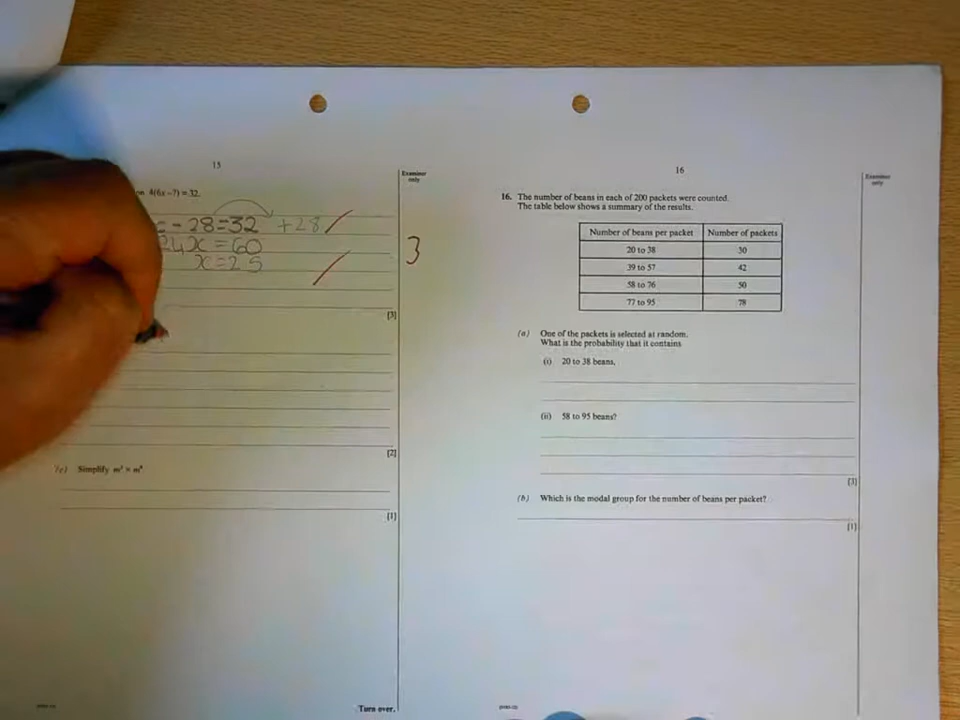 15
Examiner only
4(6x – 7) = 32.
- 28 = 32 + 28
24x = 60
x = 25
3
[3]
[2]
(c) Simplify
[1]
Turn over.
16
Examiner only
16. The number of beans in each of 200 packets were counted.
The table below shows a summary of the results.
Number of beans per packet Number of packets
20 to 38 30
39 to 57 42
58 to 76 50
77 to 95 78
(a) One of the packets is selected at random.
What is the probability that it contains
(i) 20 to 38 beans,
(ii) 58 to 95 beans?
[3]
(b) Which is the modal group for the number of beans per packet?
[1]